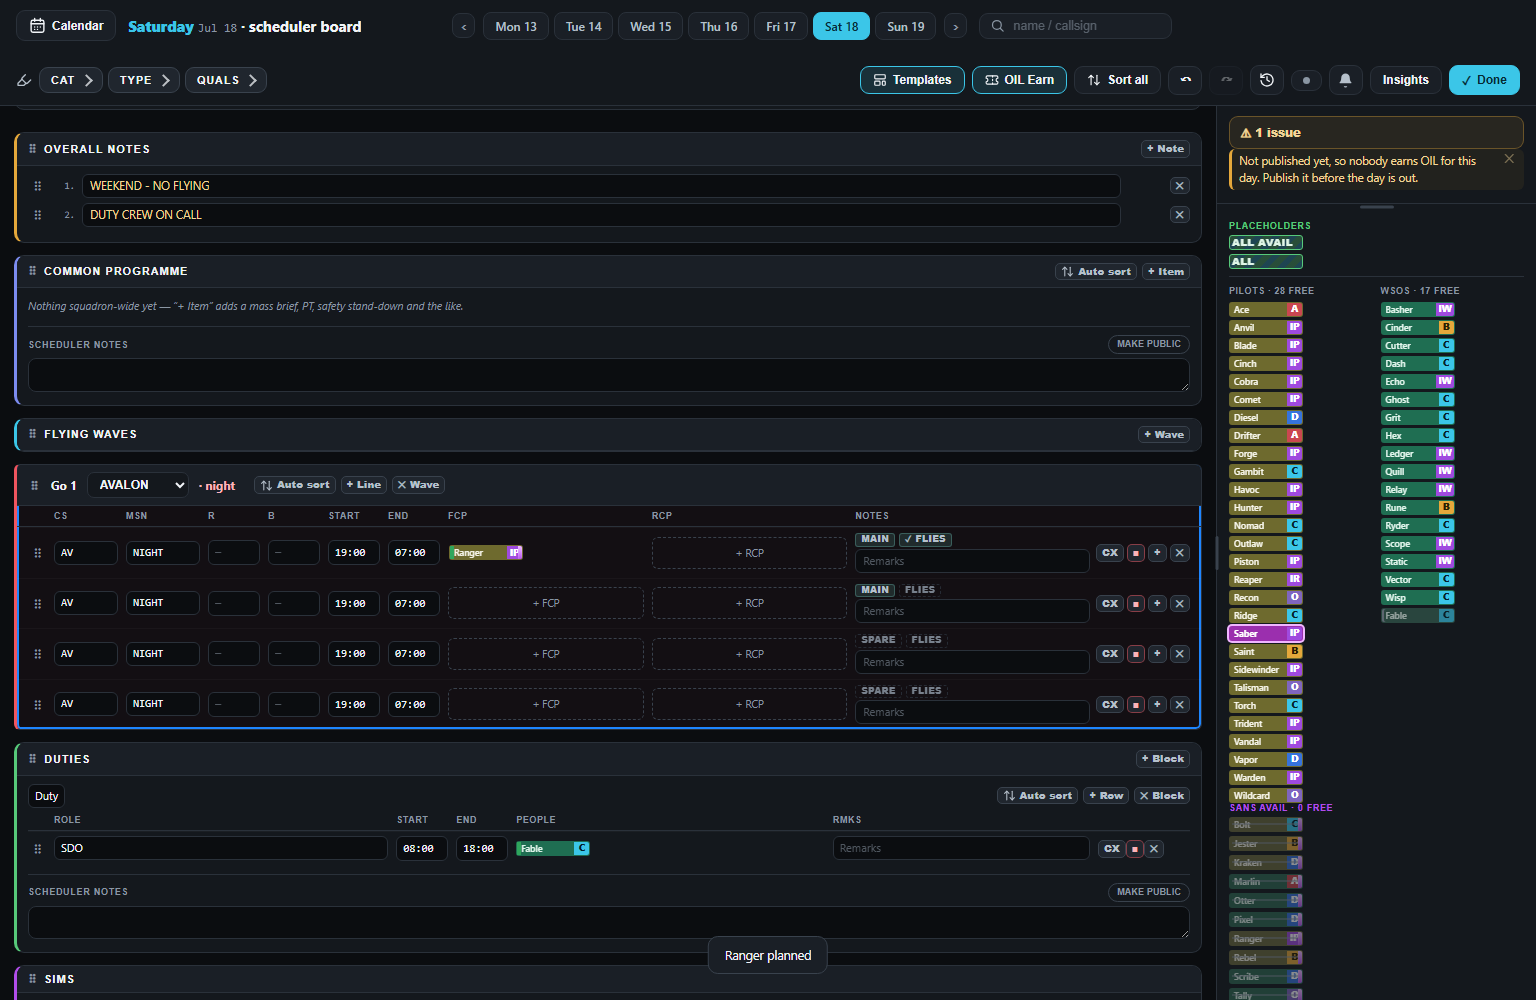 Calendar
Saturday Jul 18 · scheduler board
‹ Mon 13 Tue 14 Wed 15 Thu 16 Fri 17 Sat 18 Sun 19 ›
name / callsign
CAT TYPE QUALS
Templates OIL Earn Sort all Insights ✓ Done
OVERALL NOTES + Note
1. WEEKEND - NO FLYING
2. DUTY CREW ON CALL
COMMON PROGRAMME Auto sort + Item
Nothing squadron-wide yet — "+ Item" adds a mass brief, PT, safety stand-down and the like.
SCHEDULER NOTES MAKE PUBLIC
FLYING WAVES + Wave
Go 1 AVALON · night Auto sort + Line ✕ Wave
CS MSN R B START END FCP RCP NOTES
AV NIGHT – – 19:00 07:00 Ranger IP + RCP MAIN ✓ FLIES Remarks CX ■ + ✕
AV NIGHT – – 19:00 07:00 + FCP + RCP MAIN FLIES Remarks CX ■ + ✕
AV NIGHT – – 19:00 07:00 + FCP + RCP SPARE FLIES Remarks CX ■ + ✕
AV NIGHT – – 19:00 07:00 + FCP + RCP SPARE FLIES Remarks CX ■ + ✕
DUTIES + Block
Duty Auto sort + Row ✕ Block
ROLE START END PEOPLE RMKS
SDO 08:00 18:00 Fable C Remarks CX ■ ✕
SCHEDULER NOTES MAKE PUBLIC
Ranger planned
SIMS
⚠ 1 issue
Not published yet, so nobody earns OIL for this
day. Publish it before the day is out.
PLACEHOLDERS
ALL AVAIL
ALL
PILOTS · 28 FREE
Ace A
Anvil IP
Blade IP
Cinch IP
Cobra IP
Comet IP
Diesel D
Drifter A
Forge IP
Gambit C
Havoc IP
Hunter IP
Nomad C
Outlaw C
Piston IP
Reaper IR
Recon O
Ridge C
Saber IP
Saint B
Sidewinder IP
Talisman O
Torch C
Trident IP
Vandal IP
Vapor D
Warden IP
Wildcard O
WSOS · 17 FREE
Basher IW
Cinder B
Cutter C
Dash C
Echo IW
Ghost C
Grit C
Hex C
Ledger IW
Quill IW
Relay IW
Rune B
Ryder C
Scope IW
Static IW
Vector C
Wisp C
Fable C
SANS AVAIL · 0 FREE
Bolt C
Jester B
Kraken D
Marlin A
Otter D
Pixel D
Ranger IP
Rebel B
Scribe D
Tally O